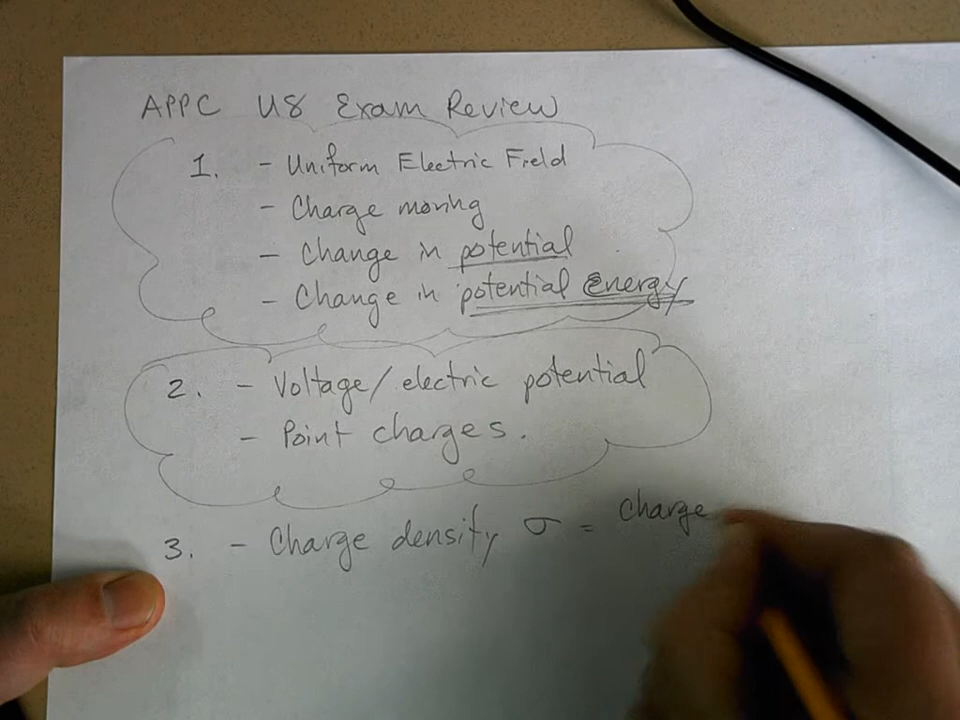 APPC U8 Exam Review
1. - Uniform Electric Field
- Charge moving
- Change in potential
- Change in potential energy
2. - Voltage/electric potential
- Point charges.
3. - Charge density σ = charge